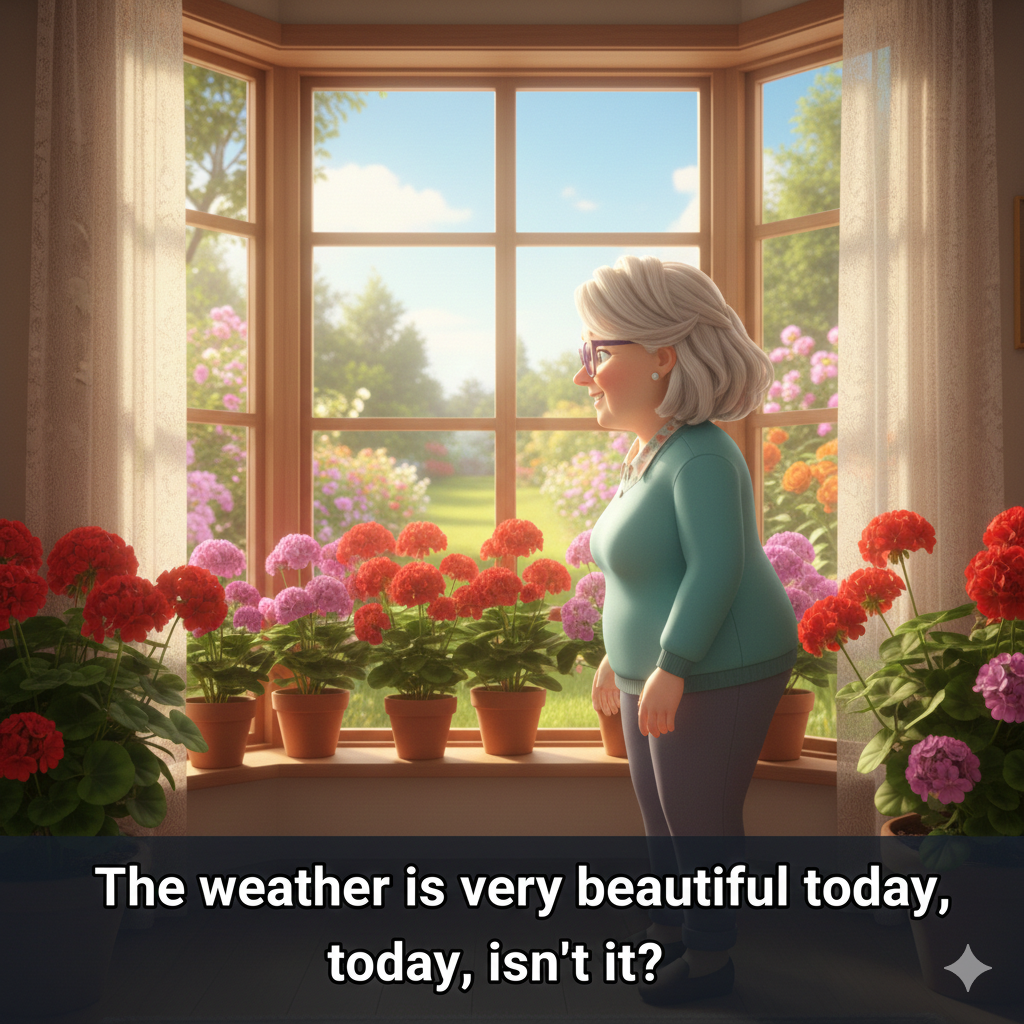 The weather is very beautiful today,
today, isn't it?